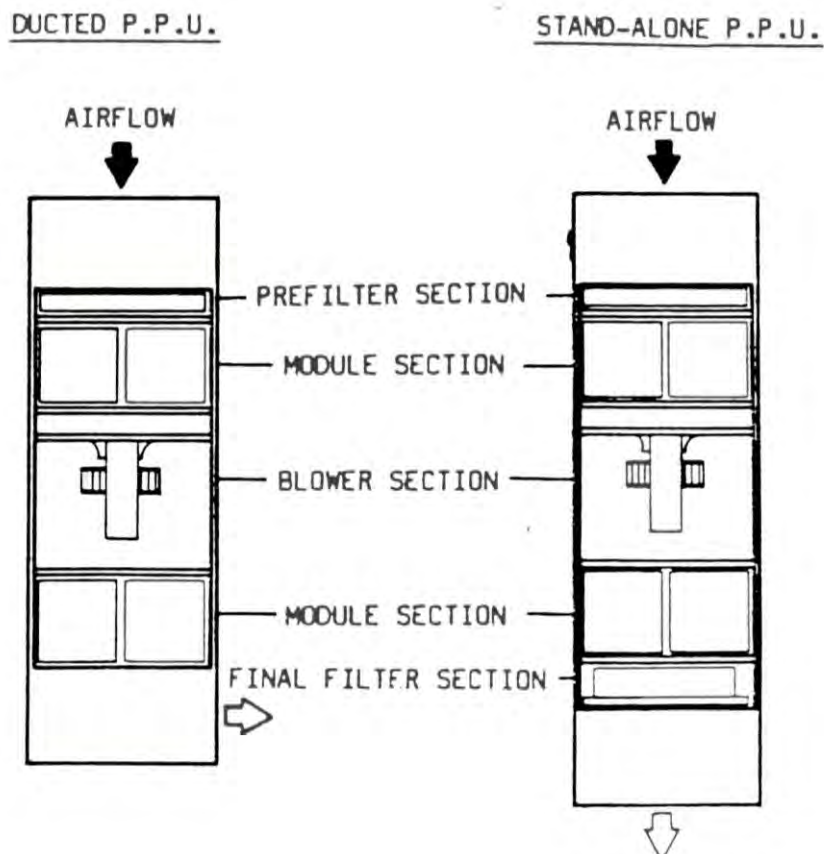 DUCTED P.P.U.
STAND-ALONE P.P.U.
AIRFLOW
AIRFLOW
PREFILTER SECTION
MODULE SECTION
BLOWER SECTION
MODULE SECTION
FINAL FILTER SECTION